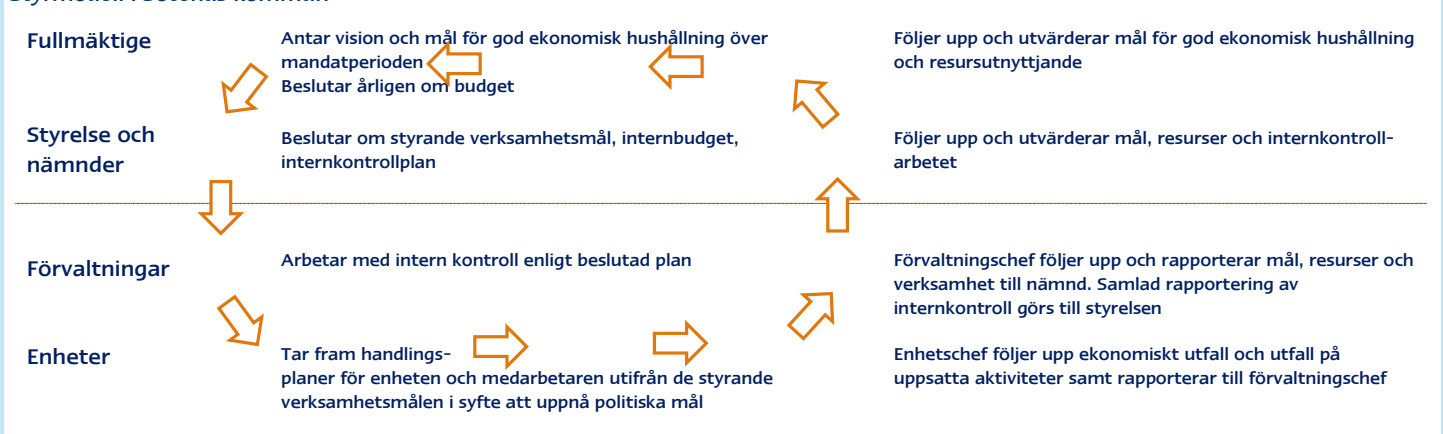 Fullmäktige
Antar vision och mål för god ekonomisk hushållning över
mandatperioden
Beslutar årligen om budget
Följer upp och utvärderar mål för god ekonomisk hushållning
och resursutnyttjande
Styrelse och
nämnder
Beslutar om styrande verksamhetsmål, internbudget,
internkontrollplan
Följer upp och utvärderar mål, resurser och internkontroll-
arbetet
Förvaltningar
Arbetar med intern kontroll enligt beslutad plan
Förvaltningschef följer upp och rapporterar mål, resurser och
verksamhet till nämnd. Samlad rapportering av
internkontroll görs till styrelsen
Enheter
Tar fram handlings-
planer för enheten och medarbetaren utifrån de styrande
verksamhetsmålen i syfte att uppnå politiska mål
Enhetschef följer upp ekonomiskt utfall och utfall på
uppsatta aktiviteter samt rapporterar till förvaltningschef